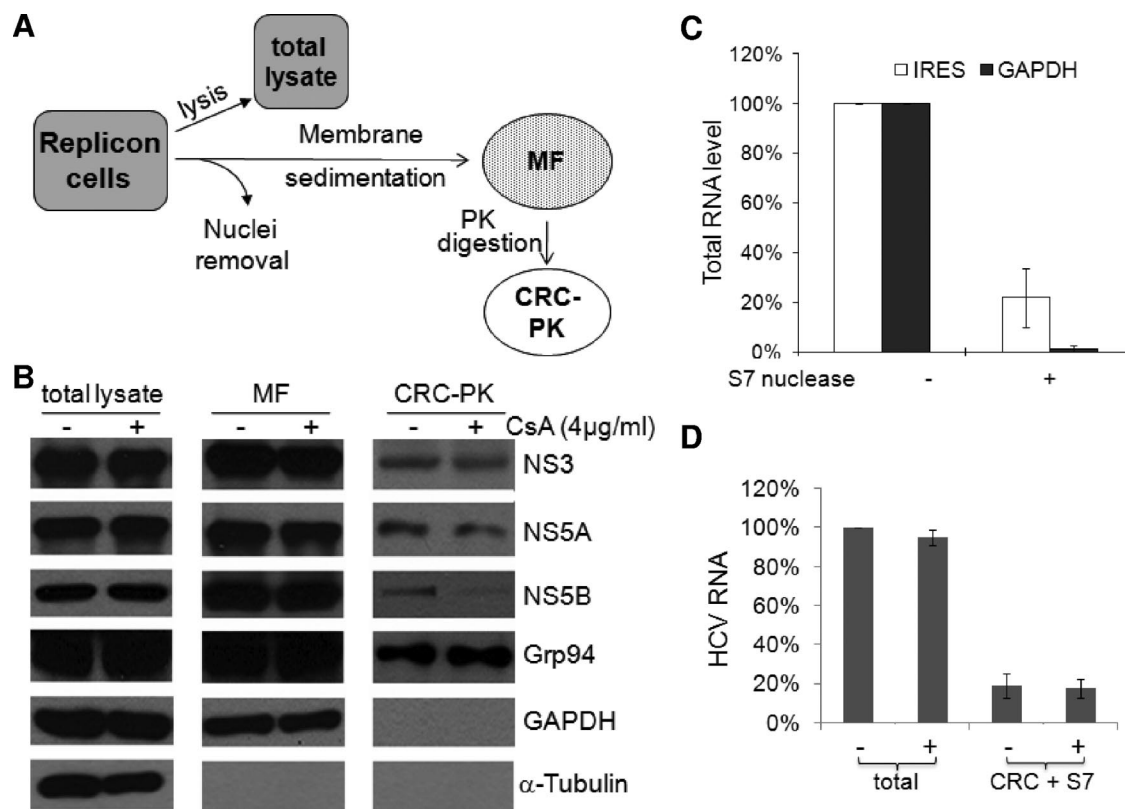 A
total
lysate
lysis
Replicon
cells
Membrane
sedimentation
MF
Nuclei
removal
PK
digestion
CRC-
PK
B
total lysate MF CRC-PK
- + - + - + CsA (4µg/ml)
NS3
NS5A
NS5B
Grp94
GAPDH
α-Tubulin
C
120%
100%
80%
60%
40%
20%
0%
Total RNA level
IRES GAPDH
S7 nuclease - +
D
120%
100%
80%
60%
40%
20%
0%
HCV RNA
- + - +
total CRC + S7